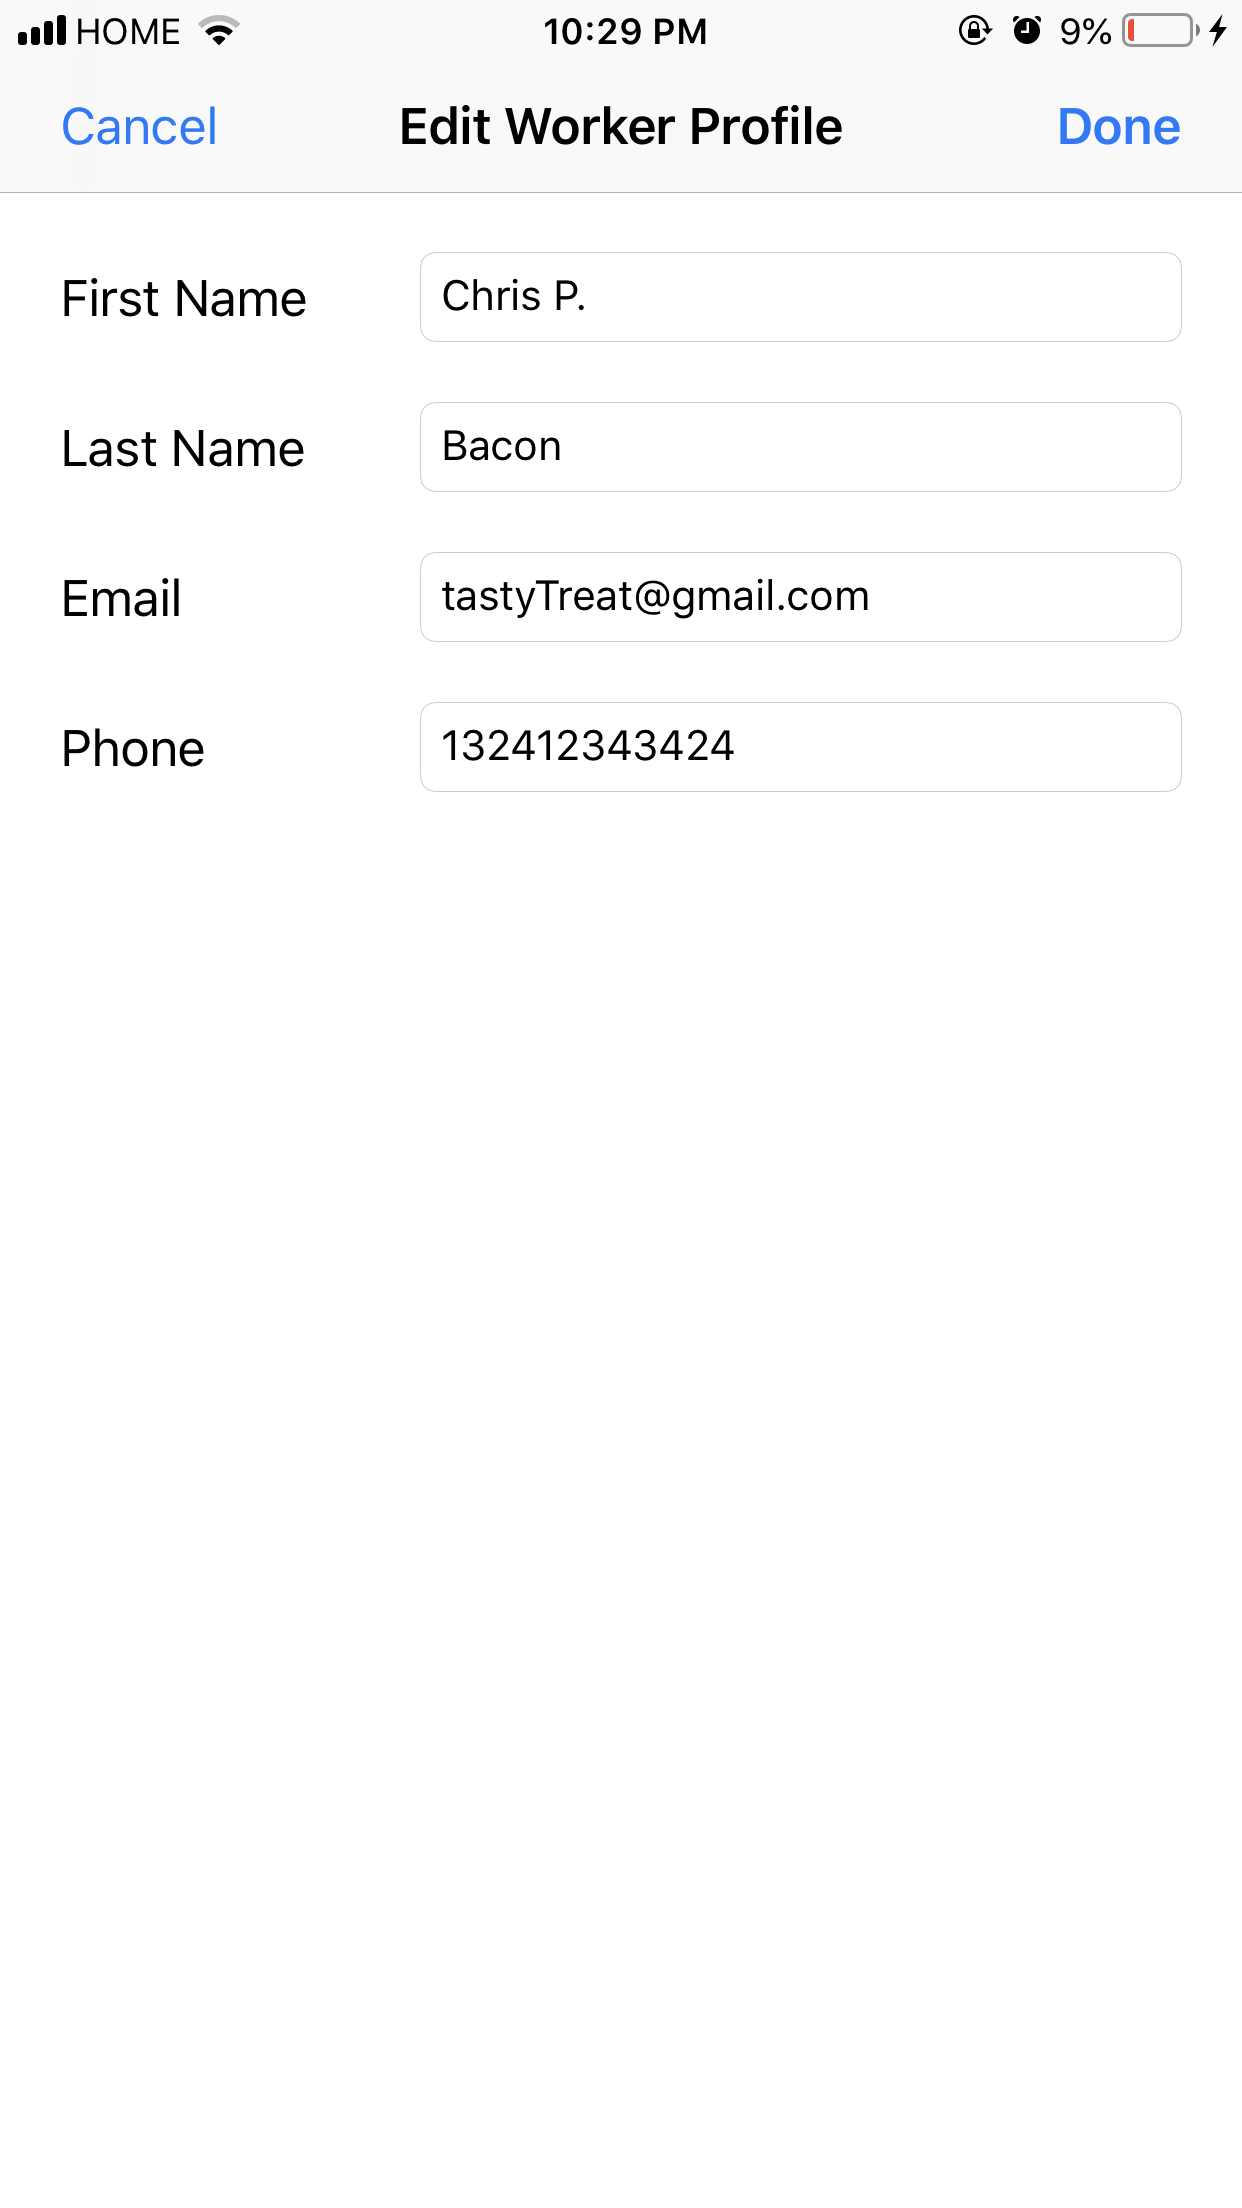 HOME 10:29 PM 9%
Cancel Edit Worker Profile Done
First Name Chris P.
Last Name Bacon
Email tastyTreat@gmail.com
Phone 132412343424